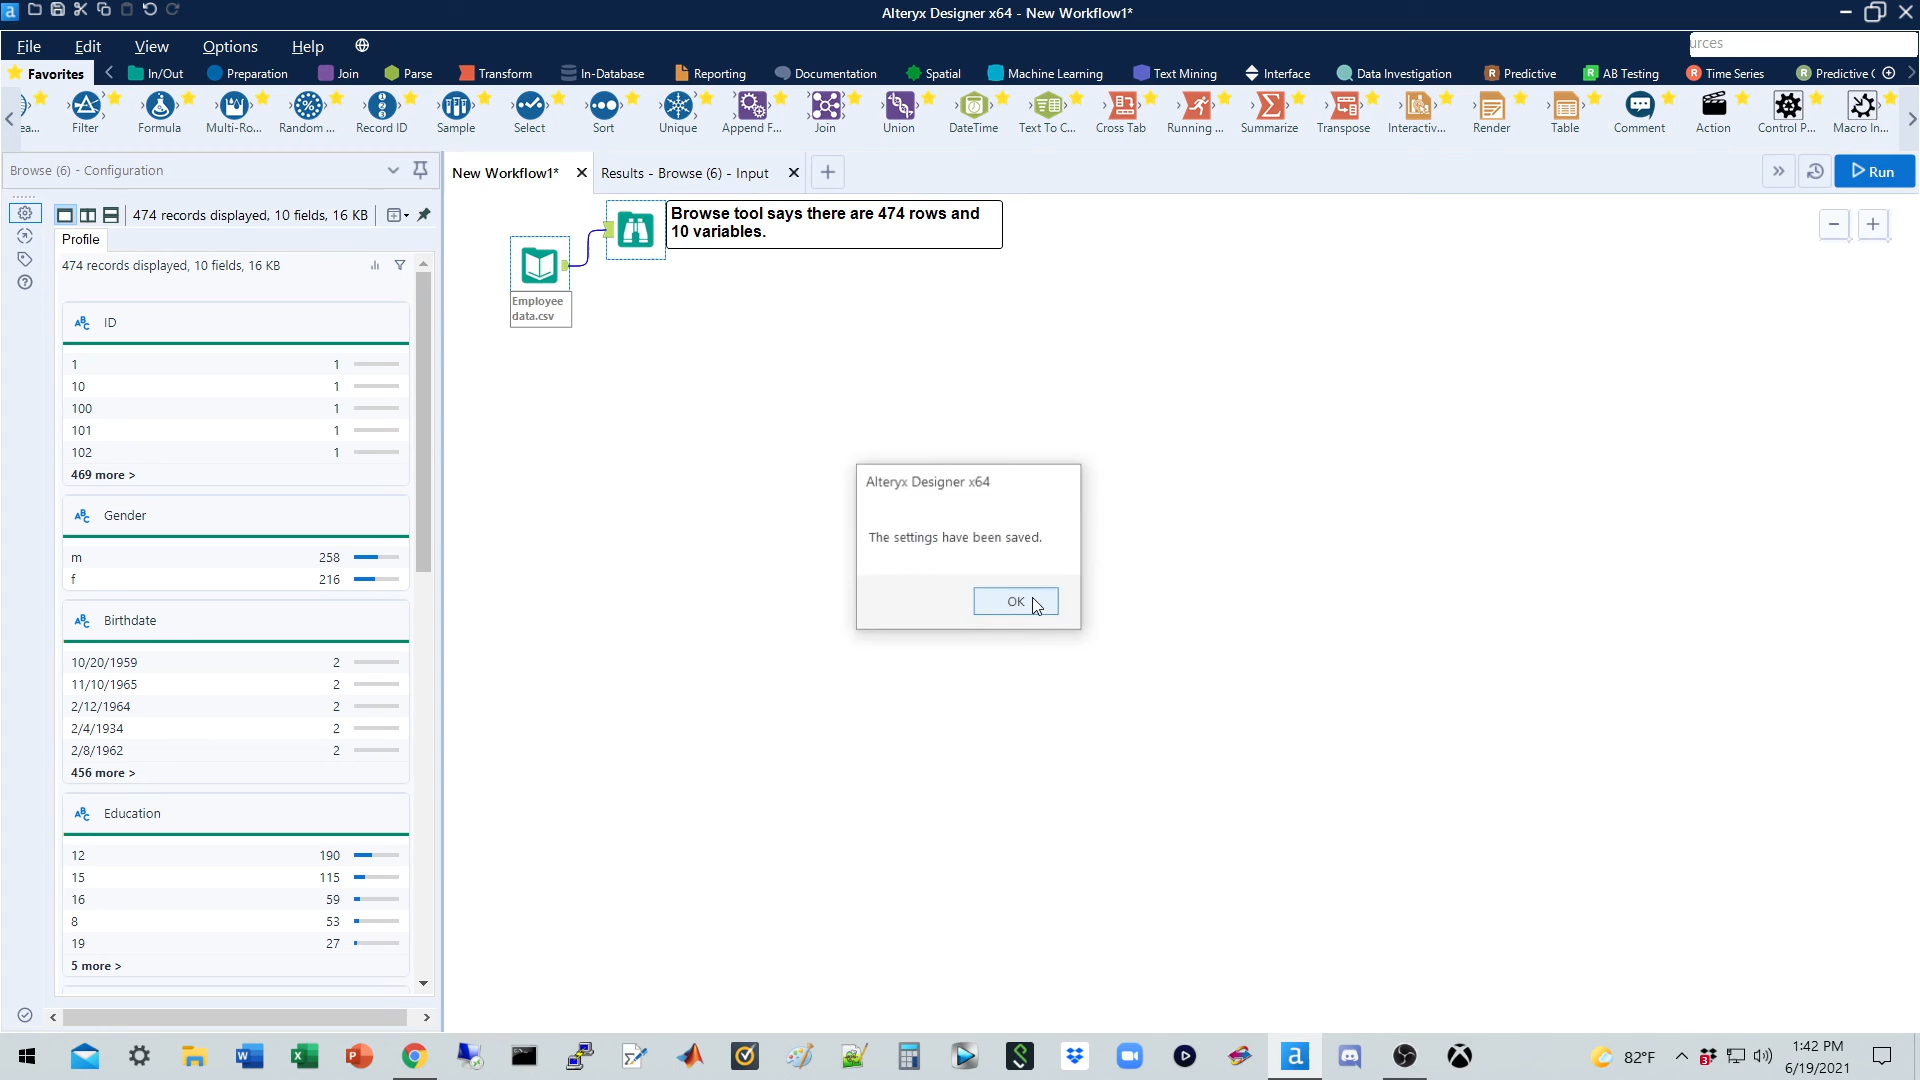 Alteryx Designer x64 - New Workflow1*
File Edit View Options Help
urces
Favorites In/Out Preparation Join Parse Transform In-Database Reporting Documentation Spatial Machine Learning Text Mining Interface Data Investigation Predictive AB Testing Time Series Predictive (
ea... Filter Formula Multi-Ro... Random ... Record ID Sample Select Sort Unique Append F... Join Union DateTime Text To C... Cross Tab Running ... Summarize Transpose Interactiv... Render Table Comment Action Control P... Macro In...
Browse (6) - Configuration
New Workflow1* Results - Browse (6) - Input
Run
474 records displayed, 10 fields, 16 KB
Profile
474 records displayed, 10 fields, 16 KB
ABC ID
1 1
10 1
100 1
101 1
102 1
469 more >
ABC Gender
m 258
f 216
ABC Birthdate
10/20/1959 2
11/10/1965 2
2/12/1964 2
2/4/1934 2
2/8/1962 2
456 more >
ABC Education
12 190
15 115
16 59
8 53
19 27
5 more >
Browse tool says there are 474 rows and
10 variables.
Employee
data.csv
Alteryx Designer x64
The settings have been saved.
OK
82°F
1:42 PM
6/19/2021